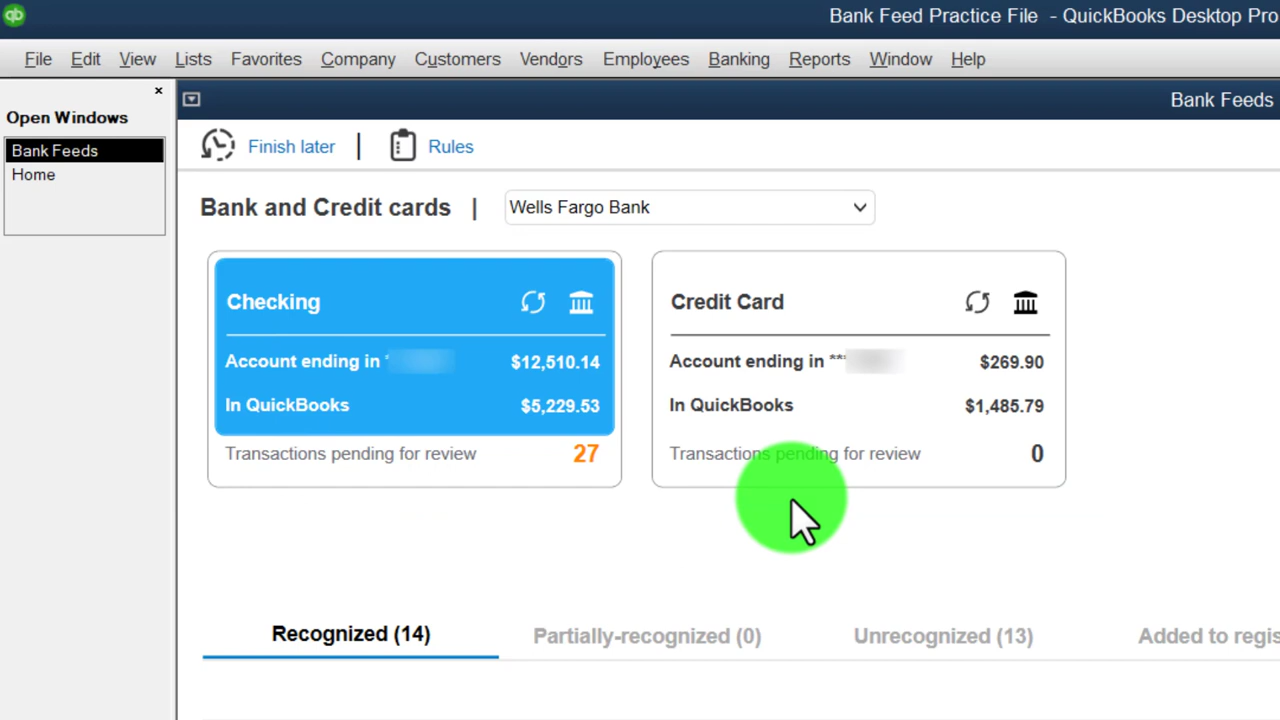 qb
Bank Feed Practice File - QuickBooks Desktop Pro
File Edit View Lists Favorites Company Customers Vendors Employees Banking Reports Window Help
Open Windows
Bank Feeds
Home
Bank Feeds
Finish later | Rules
Bank and Credit cards | Wells Fargo Bank
Checking
Account ending in * $12,510.14
In QuickBooks $5,229.53
Transactions pending for review 27
Credit Card
Account ending in *** $269.90
In QuickBooks $1,485.79
Transactions pending for review 0
Recognized (14) Partially-recognized (0) Unrecognized (13) Added to regis